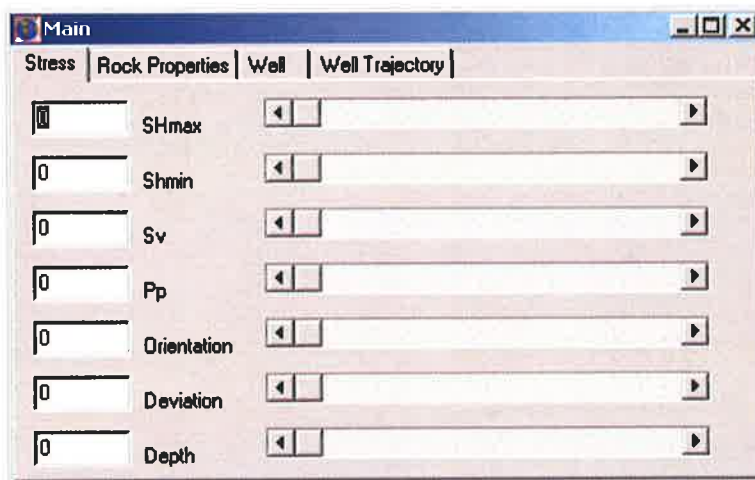 Main
Stress Rock Properties Well Well Trajectory
0 SHmax
0 Shmin
0 Sv
0 Pp
0 Orientation
0 Deviation
0 Depth